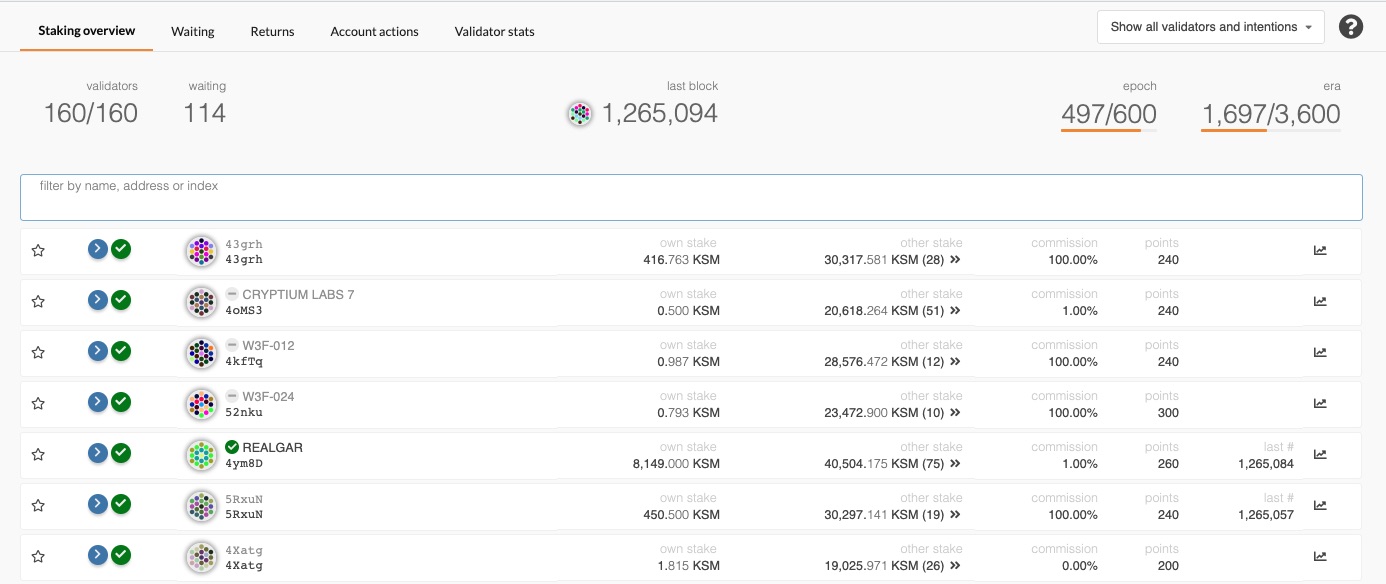 Staking overview Waiting Returns Account actions Validator stats Show all validators and intentions ?
validators waiting last block epoch era
160/160 114 1,265,094 497/600 1,697/3,600
filter by name, address or index
43grh own stake other stake commission points
43grh 416.763 KSM 30,317.581 KSM (28) 100.00% 240
CRYPTIUM LABS 7 own stake other stake commission points
4oMS3 0.500 KSM 20,618.264 KSM (51) 1.00% 240
W3F-012 own stake other stake commission points
4kfTq 0.987 KSM 28,576.472 KSM (12) 100.00% 240
W3F-024 own stake other stake commission points
52nku 0.793 KSM 23,472.900 KSM (10) 100.00% 300
REALGAR own stake other stake commission points last #
4ym8D 8,149.000 KSM 40,504.175 KSM (75) 1.00% 260 1,265,084
5RxuN own stake other stake commission points last #
5RxuN 450.500 KSM 30,297.141 KSM (19) 100.00% 240 1,265,057
4Xatg own stake other stake commission points
4Xatg 1.815 KSM 19,025.971 KSM (26) 0.00% 200